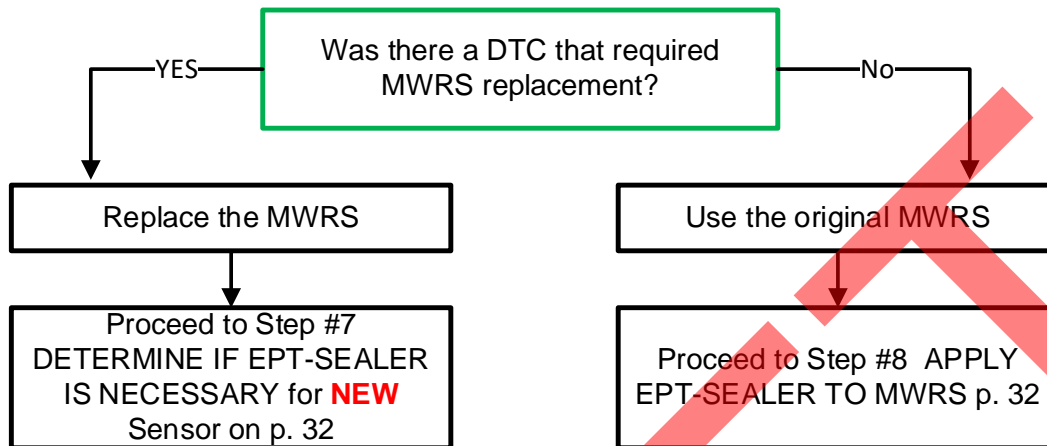 Was there a DTC that required
MWRS replacement?
YES
No
Replace the MWRS
Use the original MWRS
Proceed to Step #7
DETERMINE IF EPT-SEALER
IS NECESSARY for NEW
Sensor on p. 32
Proceed to Step #8  APPLY
EPT-SEALER TO MWRS p. 32